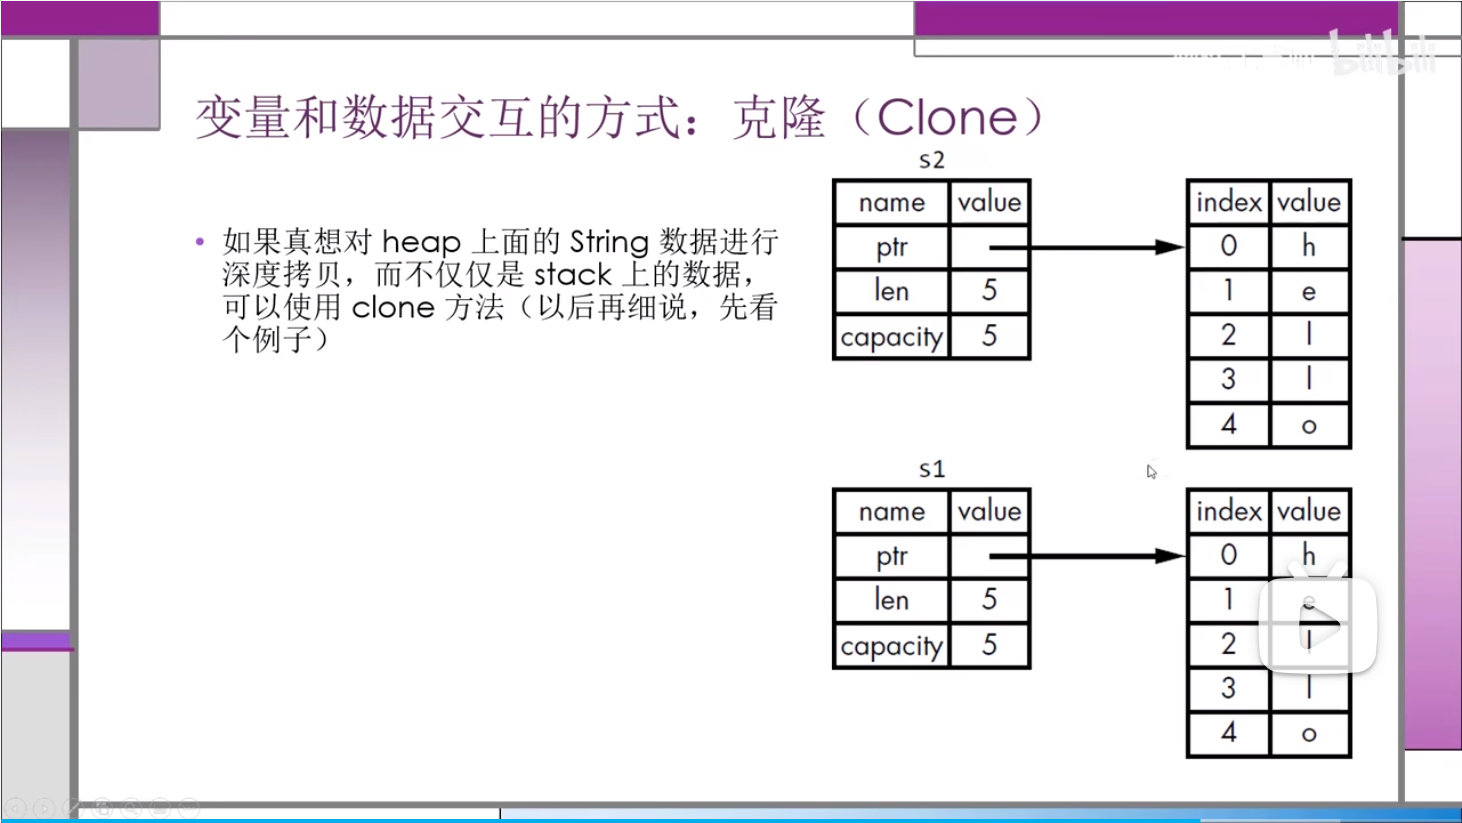 bilibili
变量和数据交互的方式：克隆（Clone）
如果真想对 heap 上面的 String 数据进行
深度拷贝，而不仅仅是 stack 上的数据，
可以使用 clone 方法（以后再细说，先看
个例子）
s2
name value
ptr
len 5
capacity 5
index value
0 h
1 e
2 l
3 l
4 o
s1
name value
ptr
len 5
capacity 5
index value
0 h
1 e
2 l
3 l
4 o